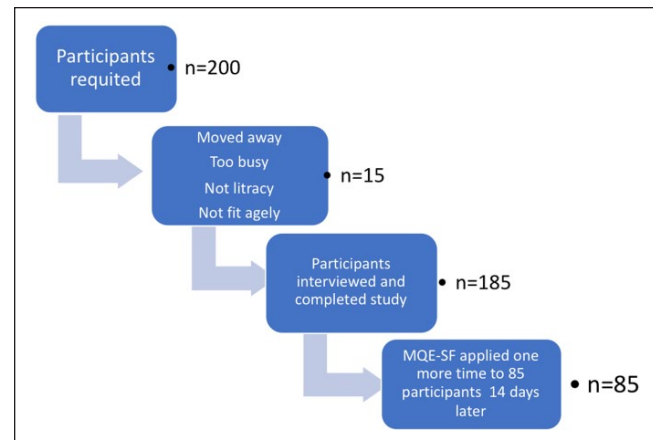 Participants
requited
• n=200
Moved away
Too busy
Not litracy
Not fit agely
• n=15
Participants
interviewed and
completed study
• n=185
MQE-SF applied one
more time to 85
participants 14 days
later
• n=85